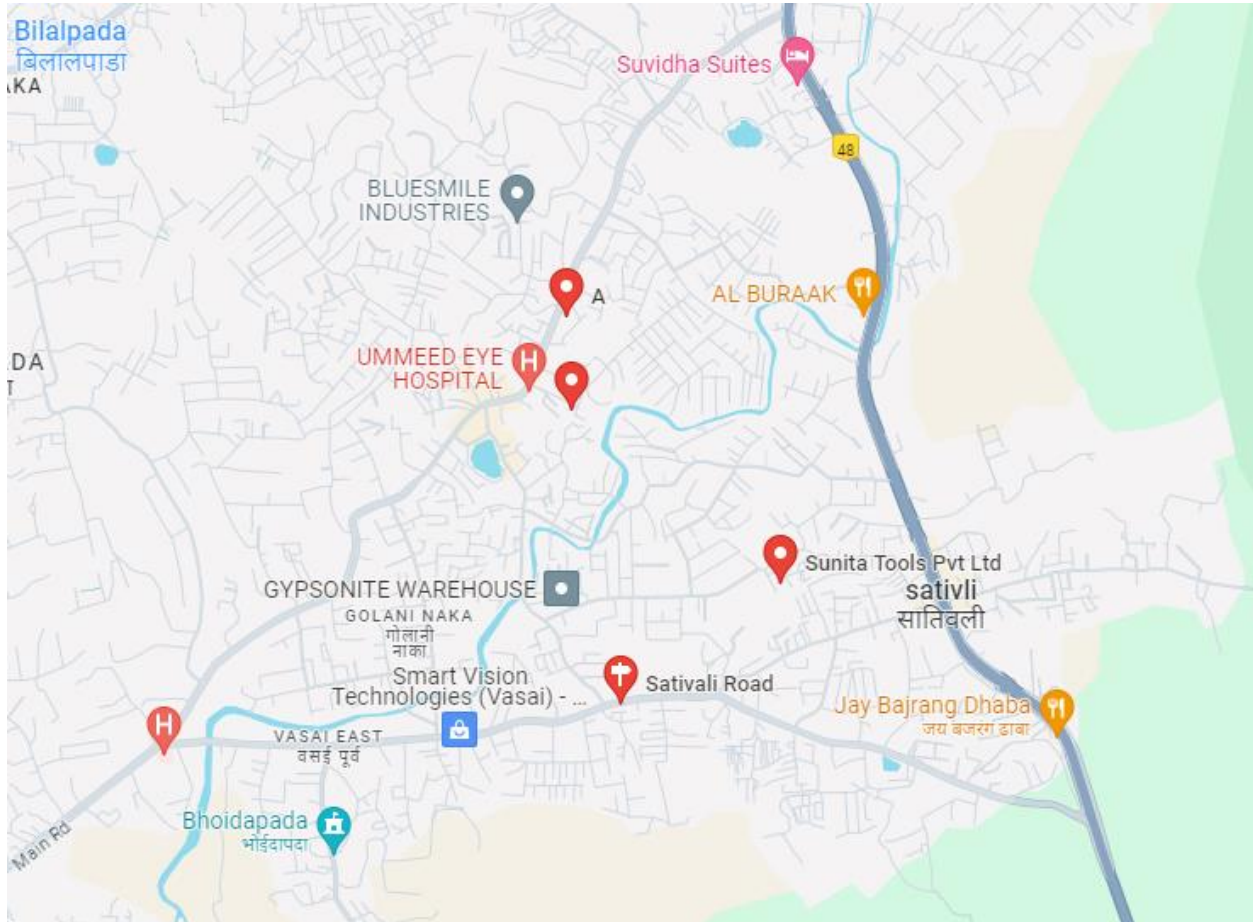 Bilalpada
बिलालपाडा
KA
Suvidha Suites
48
BLUESMILE
INDUSTRIES
A
AL BURAAK
DA
UMMEED EYE
HOSPITAL
H
Sunita Tools Pvt Ltd
sativli
सातिवली
GYPSONITE WAREHOUSE
GOLANI NAKA
गोलानी
नाका
Smart Vision
Technologies (Vasai) - ...
Sativali Road
Jay Bajrang Dhaba
जय बजरंग ढाबा
H
VASAI EAST
वसई पूर्व
Bhoidapada
भोईदापदा
Main Rd